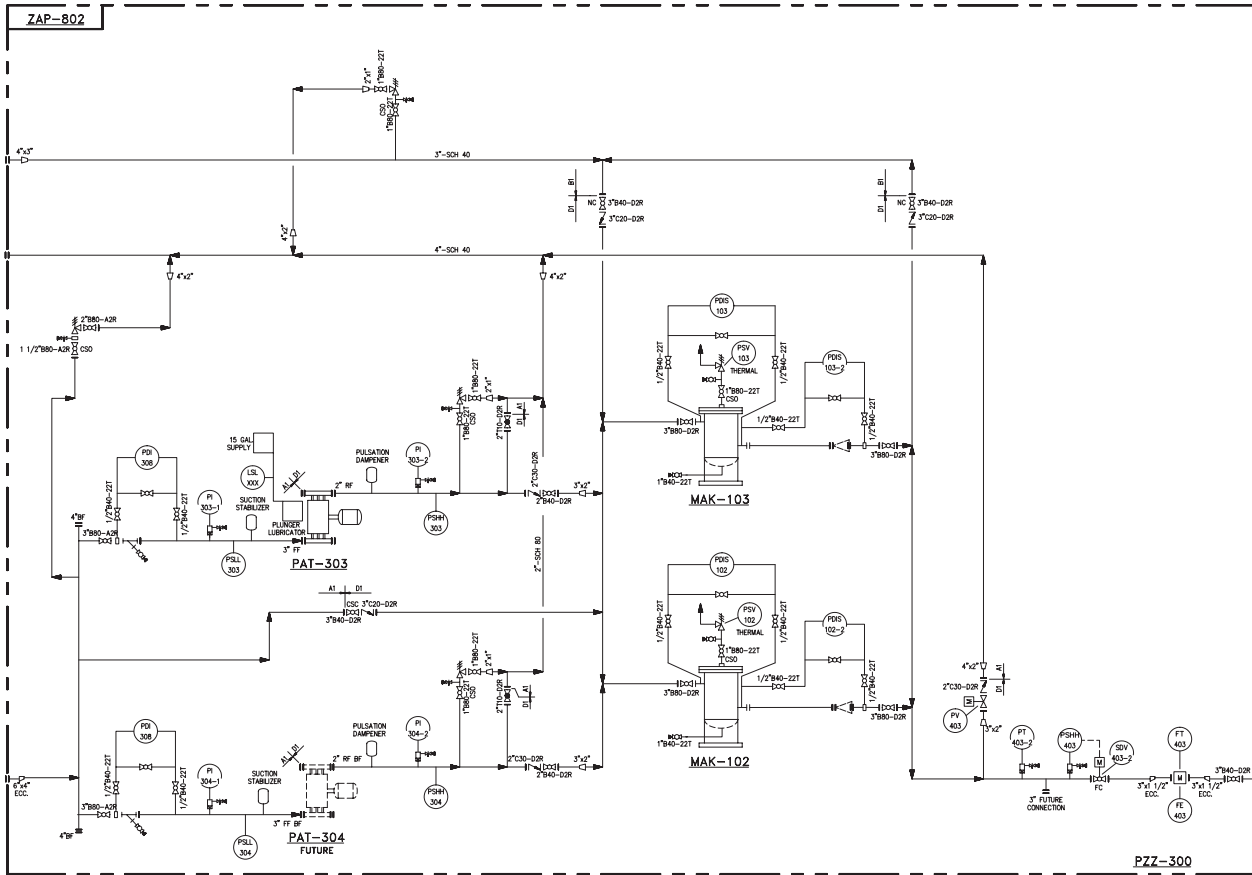 ZAP-802
2"x1"
1"B80-22T
CSO
1"B80-22T
4"x3"
3"-SCH 40
B1
D1
NC
3"B40-D2R
3"C20-D2R
B1
D1
NC
3"B40-D2R
3"C20-D2R
4"x2"
4"-SCH 40
4"x2"
4"x2"
2"B80-A2R
1 1/2"B80-A2R
CSO
PDIS
103
1/2"B40-22T
PSV
103
THERMAL
1"B80-22T
CSO
1/2"B40-22T
PDIS
103-2
1/2"B40-22T
1/2"B40-22T
3"B80-D2R
3"B80-D2R
1"B40-22T
MAK-103
1"B80-22T
2"x1"
1"B80-22T
CSO
2"T10-D2R
A1
D1
15 GAL
SUPPLY
LSL
XXX
PDI
308
1/2"B40-22T
1/2"B40-22T
PI
303-1
SUCTION
STABILIZER
PLUNGER
LUBRICATOR
A1
D1
2" RF
PULSATION
DAMPENER
PI
303-2
PSHH
303
2"C30-D2R
2"B40-D2R
3"x2"
4"BF
3"B80-A2R
PSLL
303
3" FF
PAT-303
2"-SCH 80
A1
D1
CSC
3"C20-D2R
3"B40-D2R
PDIS
102
1/2"B40-22T
PSV
102
THERMAL
1"B80-22T
CSO
1/2"B40-22T
PDIS
102-2
1/2"B40-22T
1/2"B40-22T
3"B80-D2R
3"B80-D2R
1"B40-22T
MAK-102
1"B80-22T
2"x1"
1"B80-22T
CSO
2"T10-D2R
A1
D1
4"x2"
2"C30-D2R
A1
D1
M
PV
403
3"x2"
PDI
308
1/2"B40-22T
1/2"B40-22T
PI
304-1
SUCTION
STABILIZER
A1
D1
2" RF BF
PULSATION
DAMPENER
PI
304-2
PSHH
304
2"C30-D2R
2"B40-D2R
3"x2"
6"x4"
ECC.
3"B80-A2R
4"BF
PSLL
304
3" FF BF
PAT-304
FUTURE
PT
403-2
PSHH
403
SDV
403-2
M
FC
3" FUTURE
CONNECTION
3"x1 1/2"
ECC.
FT
403
M
FE
403
3"x1 1/2"
ECC.
3"B40-D2R
PZZ-300